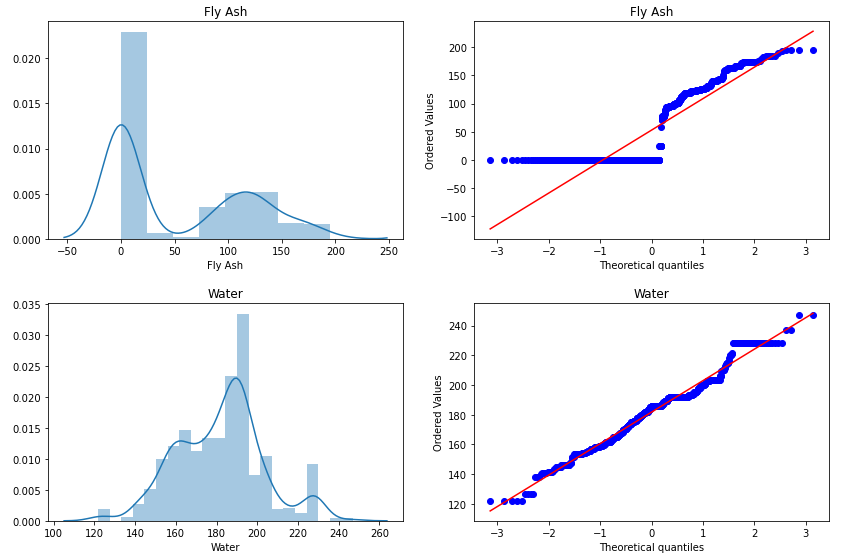 Fly Ash
0.020
0.015
0.010
0.005
0.000
−50 0 50 100 150 200 250
Fly Ash
Fly Ash
Ordered Values
200
150
100
50
0
−50
−100
−3 −2 −1 0 1 2 3
Theoretical quantiles
Water
0.035
0.030
0.025
0.020
0.015
0.010
0.005
0.000
100 120 140 160 180 200 220 240 260
Water
Water
Ordered Values
240
220
200
180
160
140
120
−3 −2 −1 0 1 2 3
Theoretical quantiles